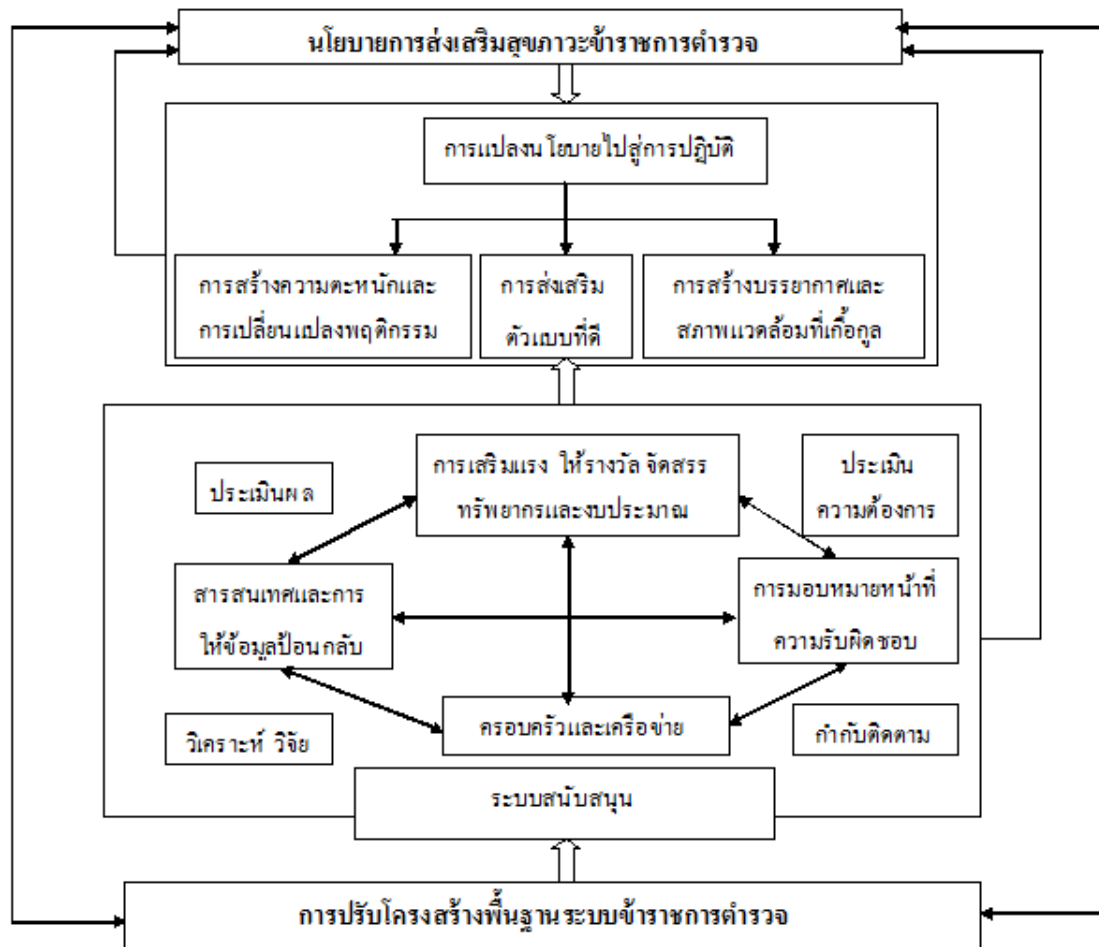 นโยบายการส่งเสริมสุขภาวะข้าราชการตำรวจ
การแปลงนโยบายไปสู่การปฏิบัติ
การสร้างความตะหนักและ
การเปลี่ยนแปลงพฤติกรรม
การส่งเสริม
ตัวแบบที่ดี
การสร้างบรรยากาศและ
สภาพแวดล้อมที่เกื้อกูล
ประเมินผล
การเสริมแรง ให้รางวัล จัดสรร
ทรัพยากรและงบประมาณ
ประเมิน
ความต้องการ
สารสนเทศและการ
ให้ข้อมูลป้อนกลับ
การมอบหมายหน้าที่
ความรับผิดชอบ
วิเคราะห์ วิจัย
ครอบครัวและเครือข่าย
กำกับติดตาม
ระบบสนับสนุน
การปรับโครงสร้างพื้นฐานระบบข้าราชการตำรวจ